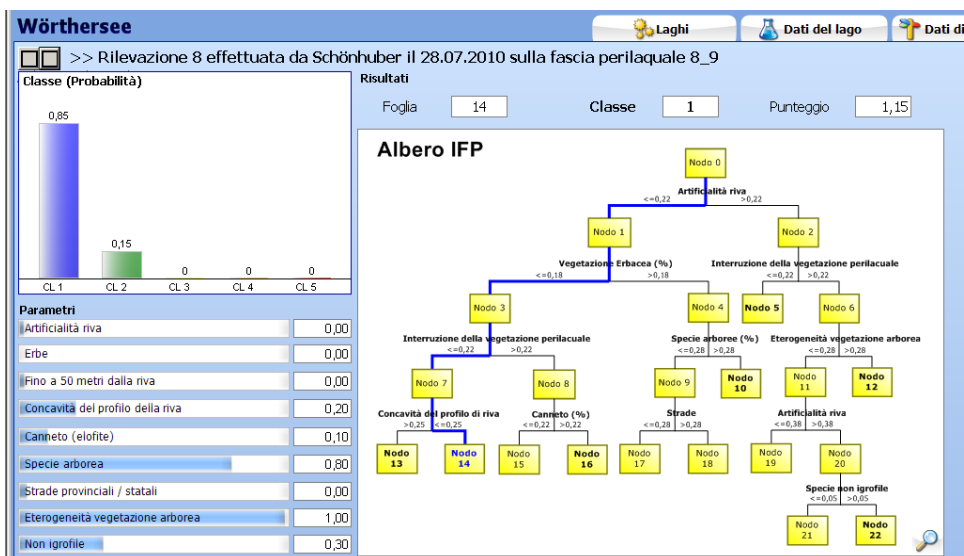 Wörthersee
Laghi
Dati del lago
Dati di
>> Rilevazione 8 effettuata da Schönhuber il 28.07.2010 sulla fascia perilaquale 8_9
Classe (Probabilità)
0,85
0,15
0
0
0
CL 1
CL 2
CL 3
CL 4
CL 5
Parametri
Artificialità riva
0,00
Erbe
0,00
Fino a 50 metri dalla riva
0,00
Concavità del profilo della riva
0,20
Canneto (elofite)
0,10
Specie arborea
0,80
Strade provinciali / statali
0,00
Eterogeneità vegetazione arborea
1,00
Non igrofile
0,30
Risultati
Foglia 14
Classe 1
Punteggio 1,15
Albero IFP
Nodo 0
Artificialità riva
<=0,22 >0,22
Nodo 1
Nodo 2
Vegetazione Erbacea (%)
<=0,18 >0,18
Interruzione della vegetazione perilacuale
<=0,22 >0,22
Nodo 3
Nodo 4
Nodo 5
Nodo 6
Interruzione della vegetazione perilacuale
<=0,22 >0,22
Specie arboree (%)
<=0,28 >0,28
Eterogeneità vegetazione arborea
<=0,28 >0,28
Nodo 7
Nodo 8
Nodo 9
Nodo
10
Nodo
11
Nodo
12
Concavità del profilo di riva
>0,25 <=0,25
Canneto (%)
<=0,22 >0,22
Strade
<=0,28 >0,28
Artificialità riva
<=0,38 >0,38
Nodo
13
Nodo
14
Nodo
15
Nodo
16
Nodo
17
Nodo
18
Nodo
19
Nodo
20
Specie non igrofile
<=0,05 >0,05
Nodo
21
Nodo
22